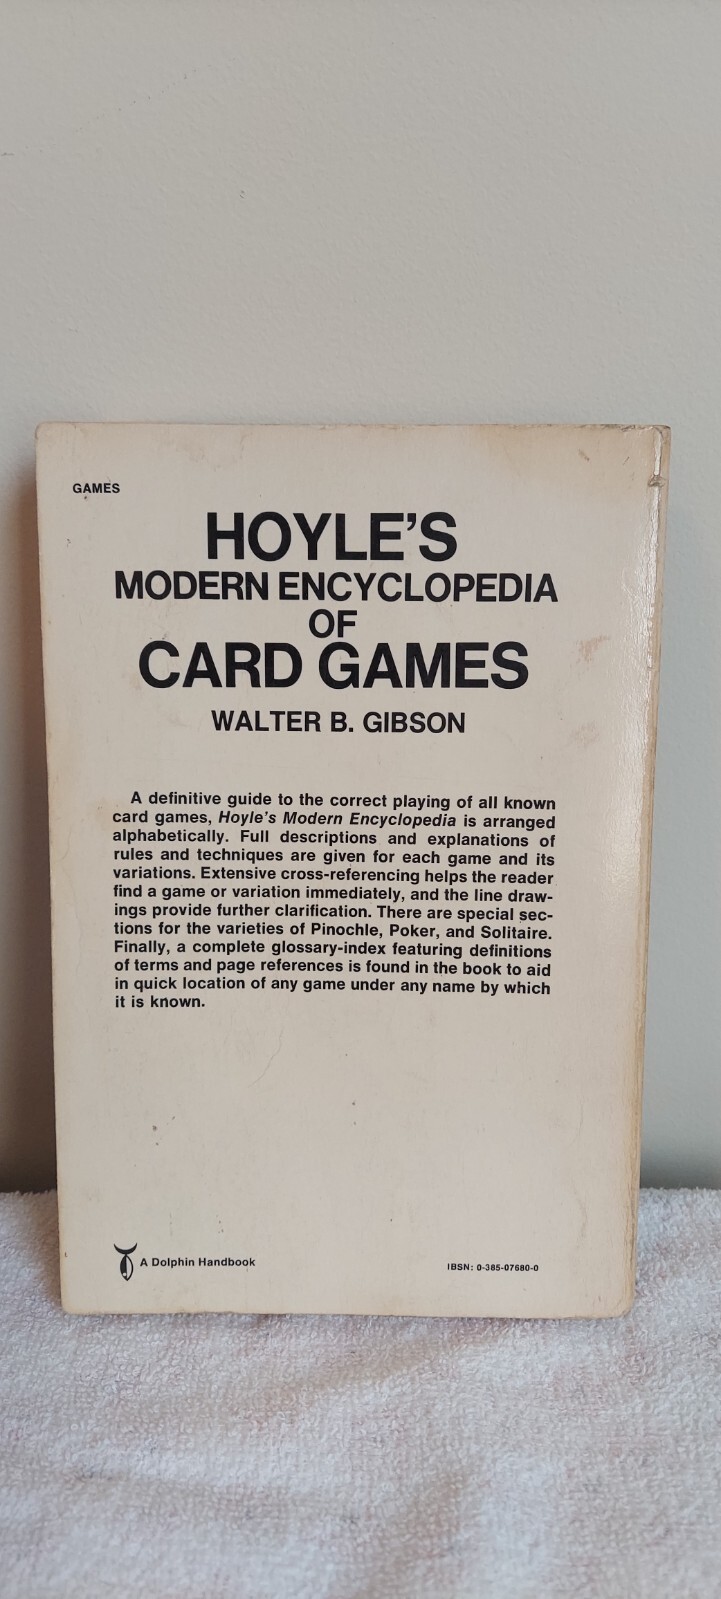 GAMES
HOYLE'S
MODERN ENCYCLOPEDIA
OF
CARD GAMES
WALTER B. GIBSON
A definitive guide to the correct playing of all known
card games, Hoyle's Modern Encyclopedia is arranged
alphabetically. Full descriptions and explanations of
rules and techniques are given for each game and its
variations. Extensive cross-referencing helps the reader
find a game or variation immediately, and the line draw-
ings provide further clarification. There are special sec-
tions for the varieties of Pinochle, Poker, and Solitaire.
Finally, a complete glossary-index featuring definitions
of terms and page references is found in the book to aid
in quick location of any game under any name by which
it is known.
A Dolphin Handbook
IBSN: 0-385-07680-0